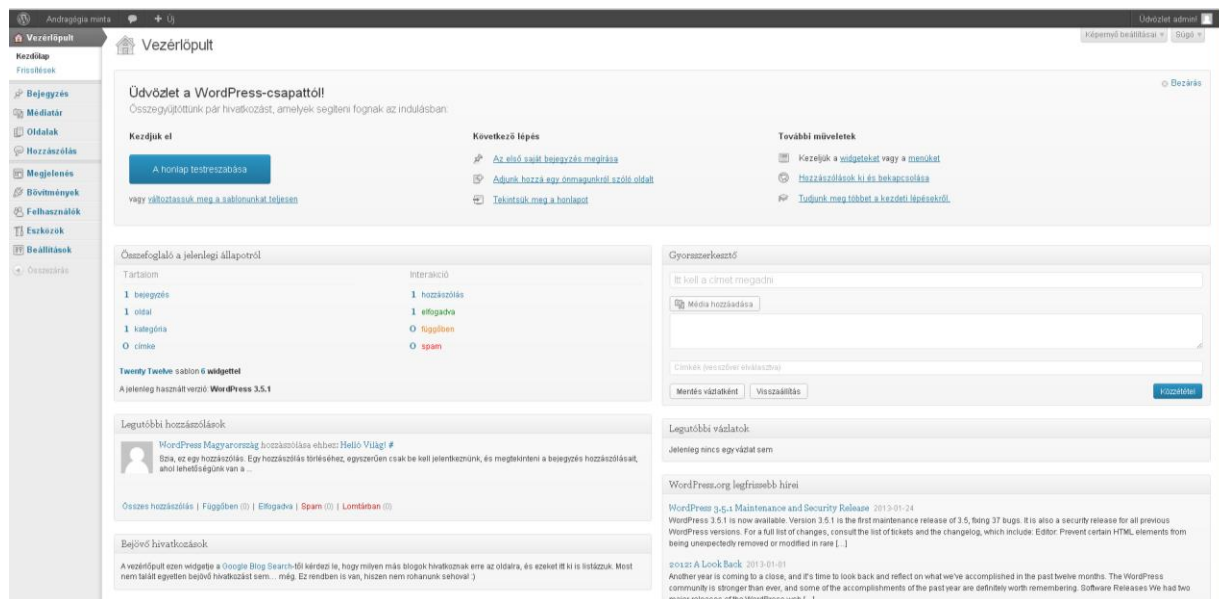 Andragógia minta + Új Üdvözlet admin!
Vezérlőpult
Kezdőlap
Frissítések
Bejegyzés
Médiatár
Oldalak
Hozzászólás
Megjelenés
Bővítmények
Felhasználók
Eszközök
Beállítások
Összezárás
Képernyő beállításai Súgó
Vezérlőpult
Üdvözlet a WordPress-csapattól!
Bezárás
Összegyűjtöttünk pár hivatkozást, amelyek segíteni fognak az indulásban:
Kezdjük el
A honlap testreszabása
vagy változtassuk meg a sablonunkat teljesen
Következő lépés
Az első saját bejegyzés megírása
Adjunk hozzá egy önmagunkról szóló oldalt
Tekintsük meg a honlapot
További műveletek
Kezeljük a widgeteket vagy a menüket
Hozzászólások ki és bekapcsolása
Tudjunk meg többet a kezdeti lépésekről.
Összefoglaló a jelenlegi állapotról
Tartalom Interakció
1 bejegyzés 1 hozzászólás
1 oldal 1 elfogadva
1 kategória 0 függőben
0 címke 0 spam
Twenty Twelve sablon 6 widgettel
A jelenleg használt verzió: WordPress 3.5.1
Legutóbbi hozzászólások
WordPress Magyarország hozzászólása ehhez: Helló Világ! #
Szia, ez egy hozzászólás. Egy hozzászólás törléséhez, egyszerűen csak be kell jelentkeznünk, és megtekinteni a bejegyzés hozzászólásait,
ahol lehetőségünk van a ...
Összes hozzászólás | Függőben (0) | Elfogadva | Spam (0) | Lomtárban (0)
Bejövő hivatkozások
A vezérlőpult ezen widgetje a Google Blog Search-től kérdezi le, hogy milyen más blogok hivatkoznak erre az oldalra, és ezeket itt ki is listázzuk. Most
nem talált egyetlen bejövő hivatkozást sem… még. Ez rendben is van, hiszen nem rohanunk sehova! :)
Gyorsszerkesztő
Itt kell a címet megadni
Média hozzáadása
Címkék (vesszővel elválasztva)
Mentés vázlatként Visszaállítás Közzététel
Legutóbbi vázlatok
Jelenleg nincs egy vázlat sem
WordPress.org legfrissebb hírei
WordPress 3.5.1 Maintenance and Security Release 2013-01-24
WordPress 3.5.1 is now available. Version 3.5.1 is the first maintenance release of 3.5, fixing 37 bugs. It is also a security release for all previous
WordPress versions. For a full list of changes, consult the list of tickets and the changelog, which include: Editor: Prevent certain HTML elements from
being unexpectedly removed or modified in rare [...]
2012: A Look Back 2013-01-01
Another year is coming to a close, and it's time to look back and reflect on what we've accomplished in the past twelve months. The WordPress
community is stronger than ever, and some of the accomplishments of the past year are definitely worth remembering. Software Releases We had two
major releases of the WordPress web [...]